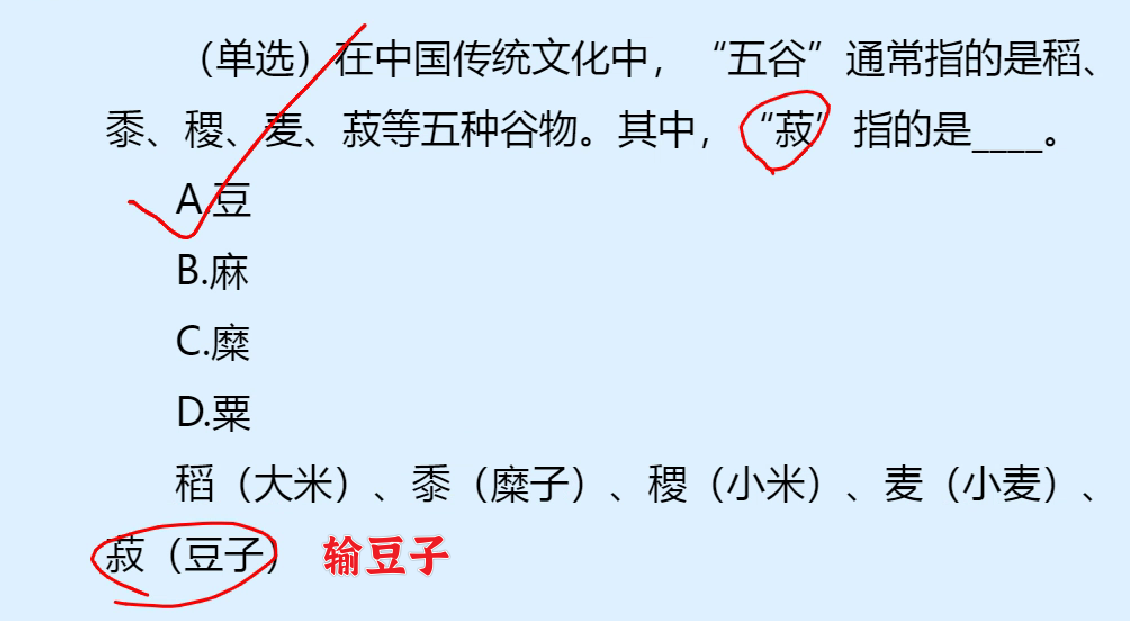 （单选）在中国传统文化中，“五谷”通常指的是稻、
黍、稷、麦、菽等五种谷物。其中，“菽”指的是____。
A.豆
B.麻
C.糜
D.粟
稻（大米）、黍（糜子）、稷（小米）、麦（小麦）、
菽（豆子） 输豆子